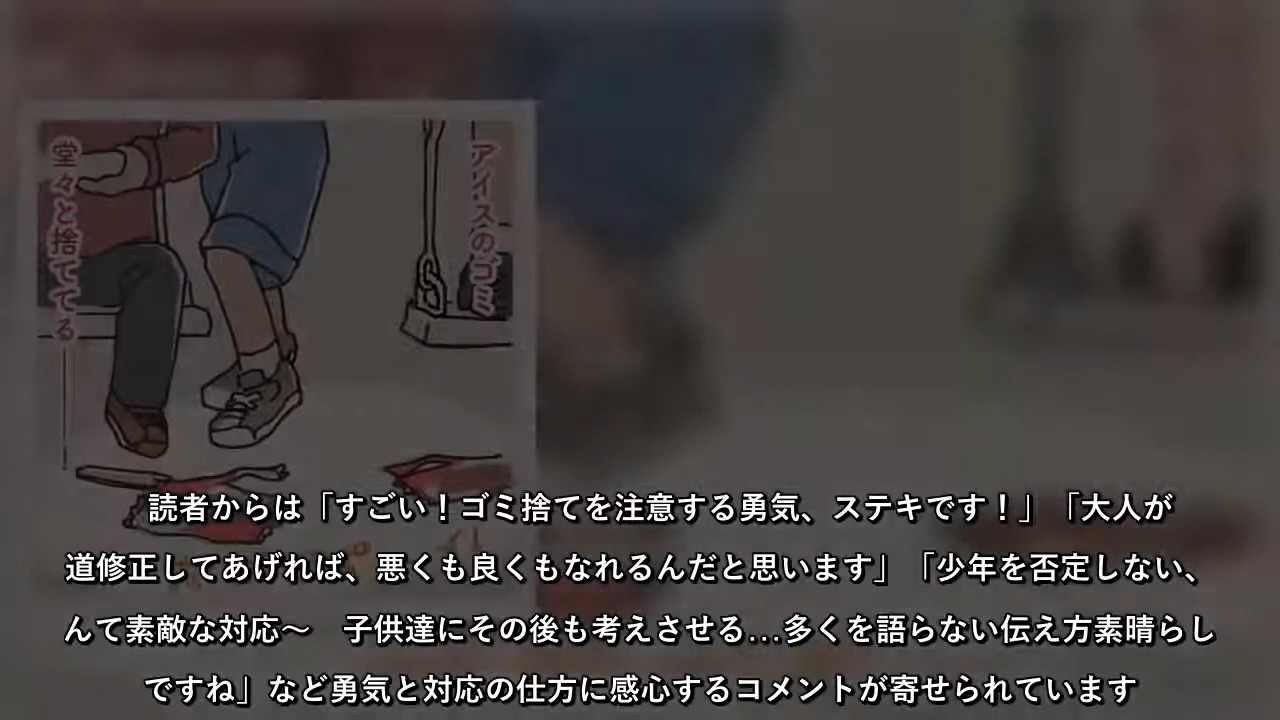 アイスのゴミ
堂々と捨ててる
読者からは「すごい！ゴミ捨てを注意する勇気、ステキです！」「大人が
道修正してあげれば、悪くも良くもなれるんだと思います」「少年を否定しない、
んて素敵な対応～　子供達にその後も考えさせる…多くを語らない伝え方素晴らし
ですね」など勇気と対応の仕方に感心するコメントが寄せられています